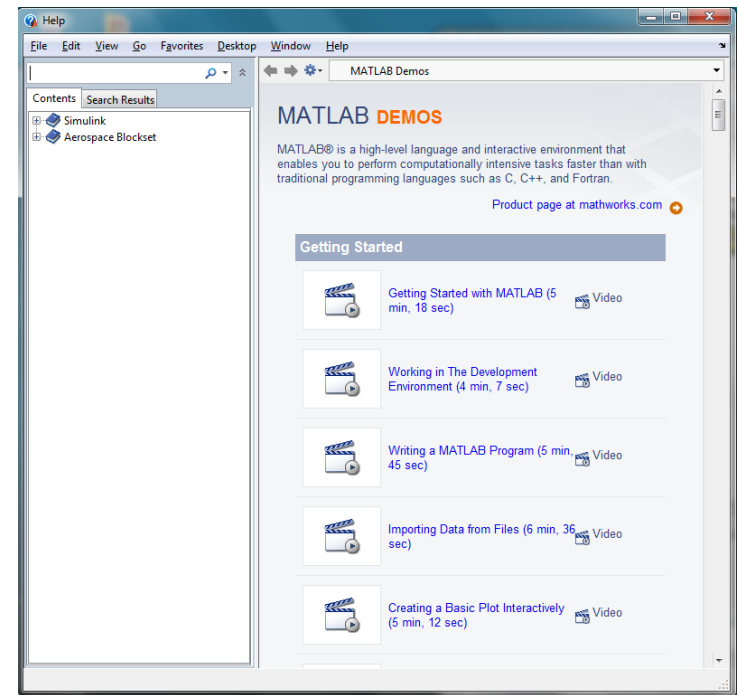 Help
File Edit View Go Favorites Desktop Window Help
MATLAB Demos
Contents Search Results
Simulink
Aerospace Blockset
MATLAB DEMOS
MATLAB® is a high-level language and interactive environment that
enables you to perform computationally intensive tasks faster than with
traditional programming languages such as C, C++, and Fortran.
Product page at mathworks.com
Getting Started
Getting Started with MATLAB (5
min, 18 sec)
Video
Working in The Development
Environment (4 min, 7 sec)
Video
Writing a MATLAB Program (5 min,
45 sec)
Video
Importing Data from Files (6 min, 36
sec)
Video
Creating a Basic Plot Interactively
(5 min, 12 sec)
Video